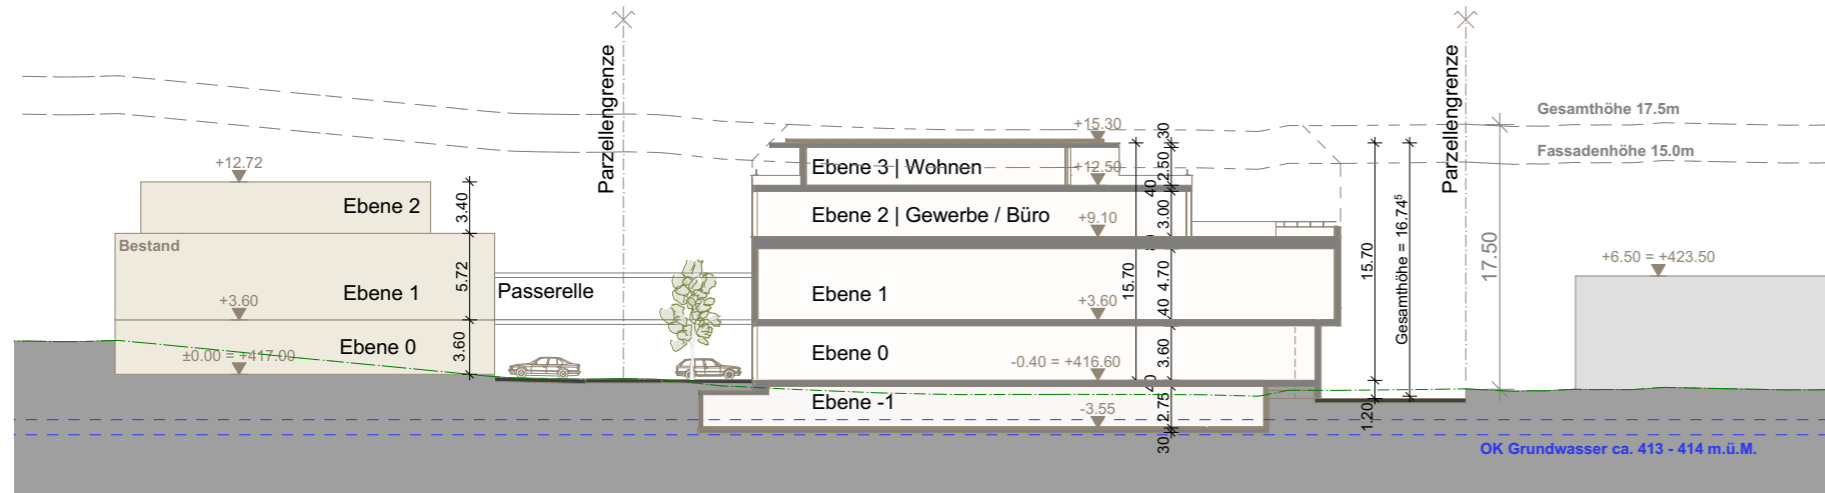 Parzellengrenze
Parzellengrenze
Gesamthöhe 17.5m
Fassadenhöhe 15.0m
+12.72
Ebene 2
3.40
Bestand
5.72
Ebene 1
+3.60
Ebene 0
3.60
±0.00 = +417.00
Passerelle
+15.30
30
Ebene 3 | Wohnen
+12.50
2.50
40
Ebene 2 | Gewerbe / Büro
+9.10
3.00
Ebene 1
+3.60
15.70
4.70
40
Ebene 0
-0.40 = +416.60
3.60
Ebene -1
-3.55
2.75
30
15.70
1.20
Gesamthöhe = 16.74⁵
17.50
+6.50 = +423.50
OK Grundwasser ca. 413 - 414 m.ü.M.